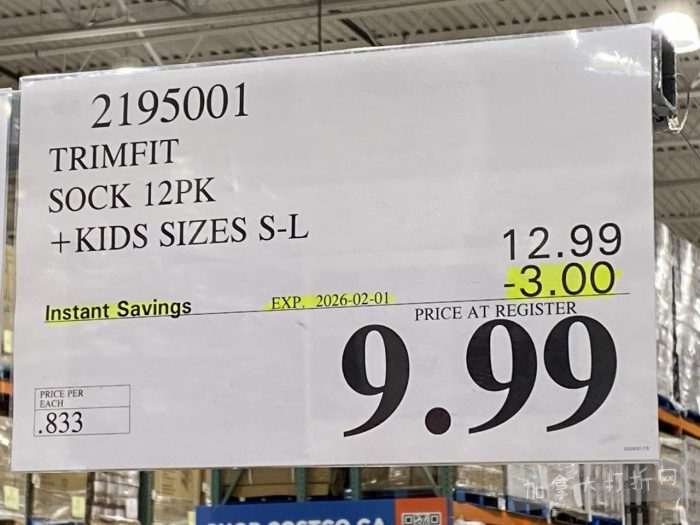 2195001
TRIMFIT
SOCK 12PK
+KIDS SIZES S-L
12.99
-3.00
Instant Savings EXP. 2026-02-01
PRICE AT REGISTER
9.99
PRICE PER
EACH
.833
加拿大打折网
SHOP COSTCO.CA